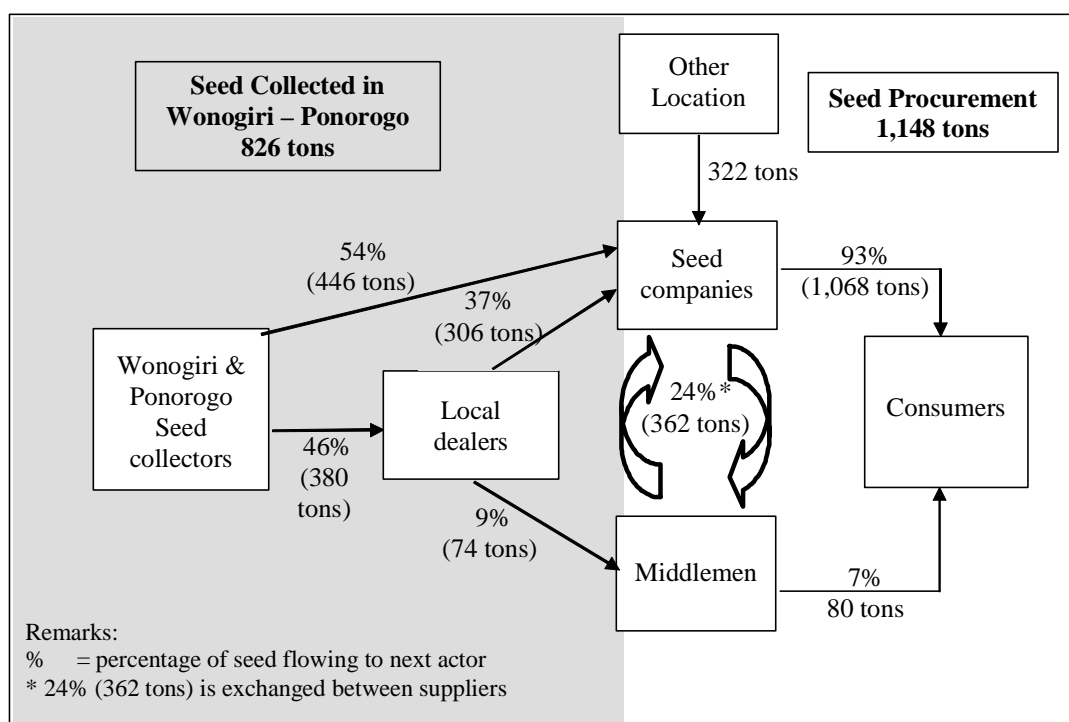 Seed Collected in
Wonogiri – Ponorogo
826 tons
Other
Location
Seed Procurement
1,148 tons
322 tons
54%
(446 tons)
37%
(306 tons)
Seed
companies
93%
(1,068 tons)
Wonogiri &
Ponorogo
Seed
collectors
46%
(380
tons)
Local
dealers
24%*
(362 tons)
Consumers
9%
(74 tons)
Middlemen
7%
80 tons
Remarks:
% = percentage of seed flowing to next actor
* 24% (362 tons) is exchanged between suppliers